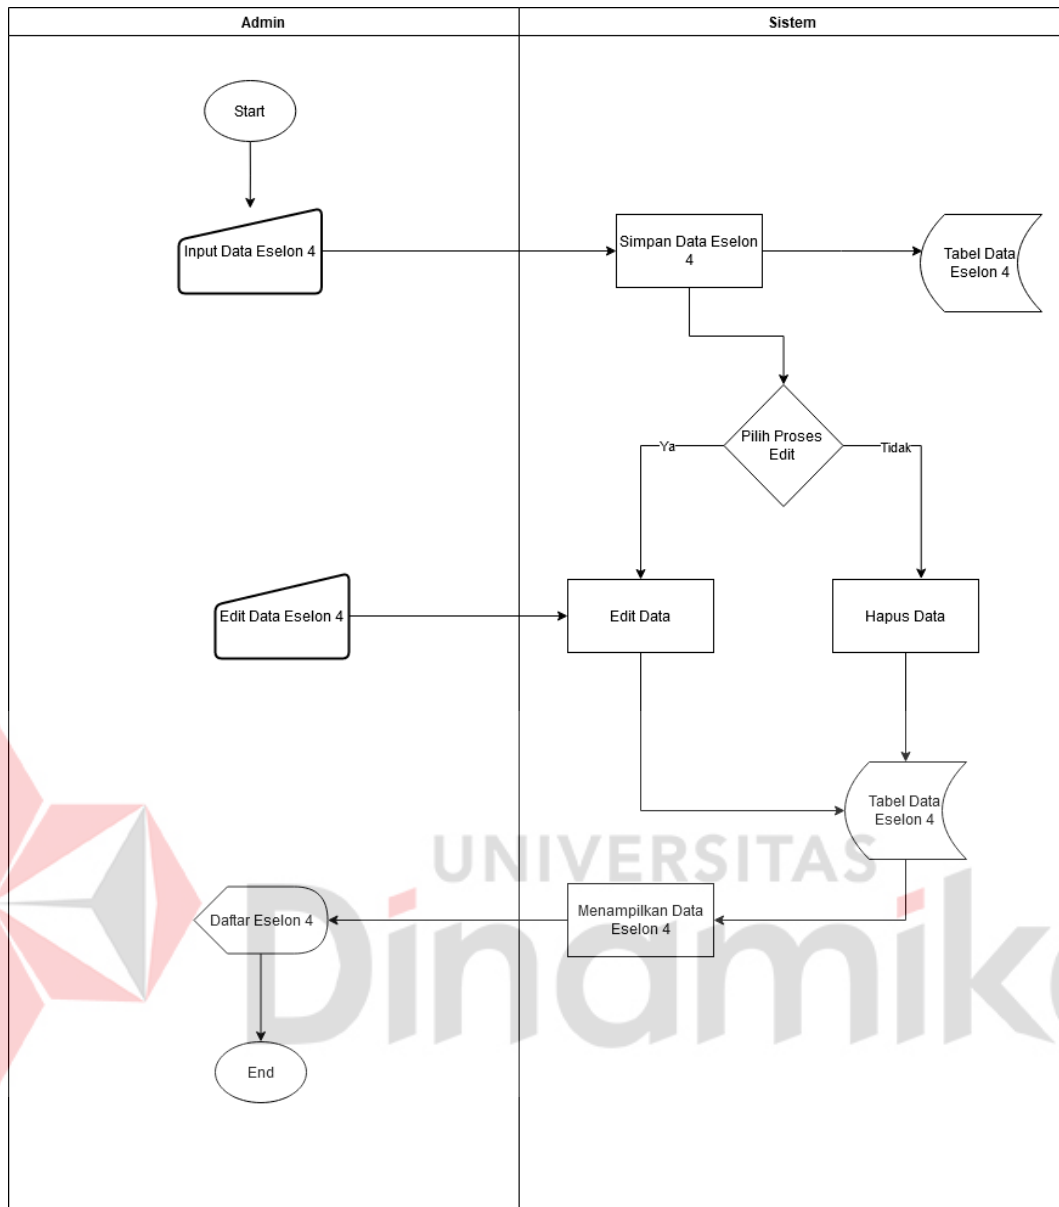 Admin
Sistem
Start
Input Data Eselon 4
Simpan Data Eselon
4
Tabel Data
Eselon 4
Pilih Proses
Edit
Ya
Tidak
Edit Data Eselon 4
Edit Data
Hapus Data
Tabel Data
Eselon 4
UNIVERSITAS
Dinamika
Daftar Eselon 4
Menampilkan Data
Eselon 4
End